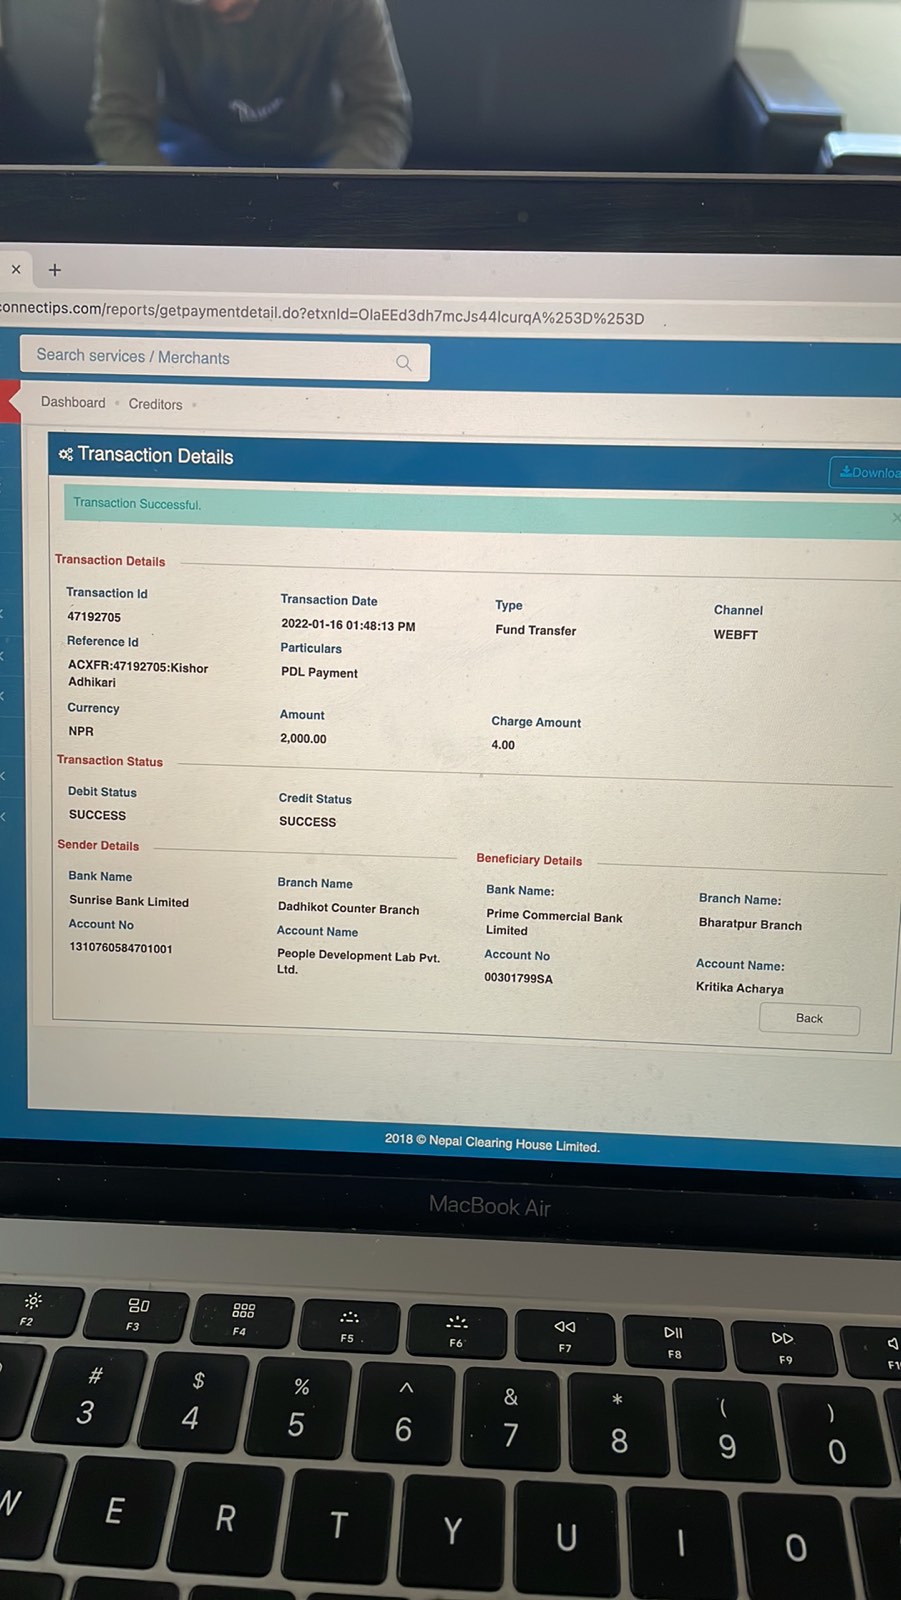 +
connectips.com/reports/getpaymentdetail.do?etxnId=OlaEEd3dh7mcJs44lcurqA%253D%253D
Search services / Merchants
Dashboard Creditors
Transaction Details
Downloa
Transaction Successful.
Transaction Details
Transaction Id Transaction Date Type Channel
47192705 2022-01-16 01:48:13 PM Fund Transfer WEBFT
Reference Id Particulars
ACXFR:47192705:Kishor PDL Payment
Adhikari
Currency Amount Charge Amount
NPR 2,000.00 4.00
Transaction Status
Debit Status Credit Status
SUCCESS SUCCESS
Sender Details Beneficiary Details
Bank Name Branch Name Bank Name: Branch Name:
Sunrise Bank Limited Dadhikot Counter Branch Prime Commercial Bank Bharatpur Branch
Limited
Account No Account Name Account No Account Name:
1310760584701001 People Development Lab Pvt. 00301799SA Kritika Acharya
Ltd.
Back
2018 © Nepal Clearing House Limited.
MacBook Air
F2 F3 F4 F5 F6 F7 F8 F9 F1
# $ % ^ & * ( )
3 4 5 6 7 8 9 0
W E R T Y U I O